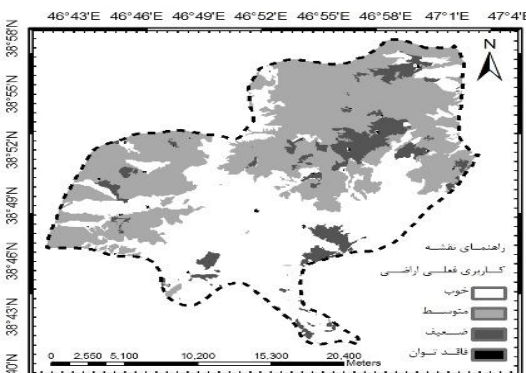 46°43'E 46°46'E 46°49'E 46°52'E 46°55'E 46°58'E 47°1'E 47°4'E
38°58'N
38°55'N
38°52'N
38°49'N
38°46'N
38°43'N
40'N
N
راهنمای نقشه
کاربری فعلی اراضی
خوب
متوسط
ضعیف
فاقد توان
0 2,550 5,100 10,200 15,300 20,400
Meters